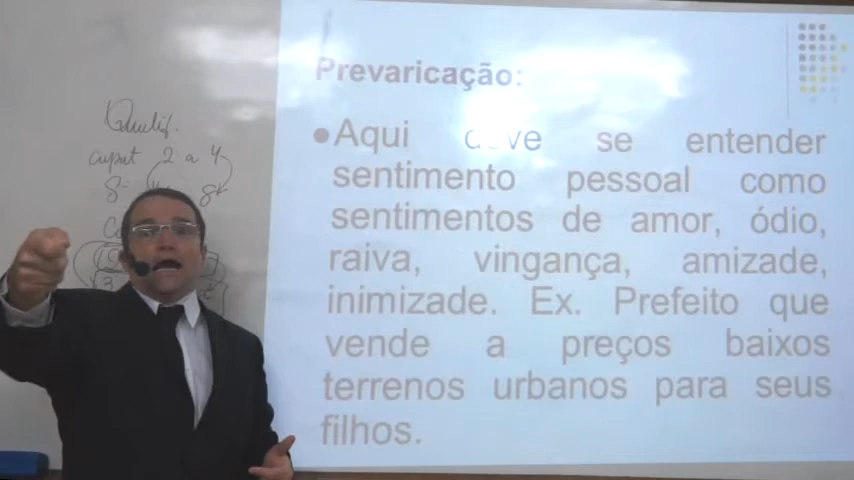 Prevaricação:
Aqui deve se entender
sentimento pessoal como
sentimentos de amor, ódio,
raiva, vingança, amizade,
inimizade. Ex. Prefeito que
vende a preços baixos
terrenos urbanos para seus
filhos.
Qualif.
caput 2 a 4